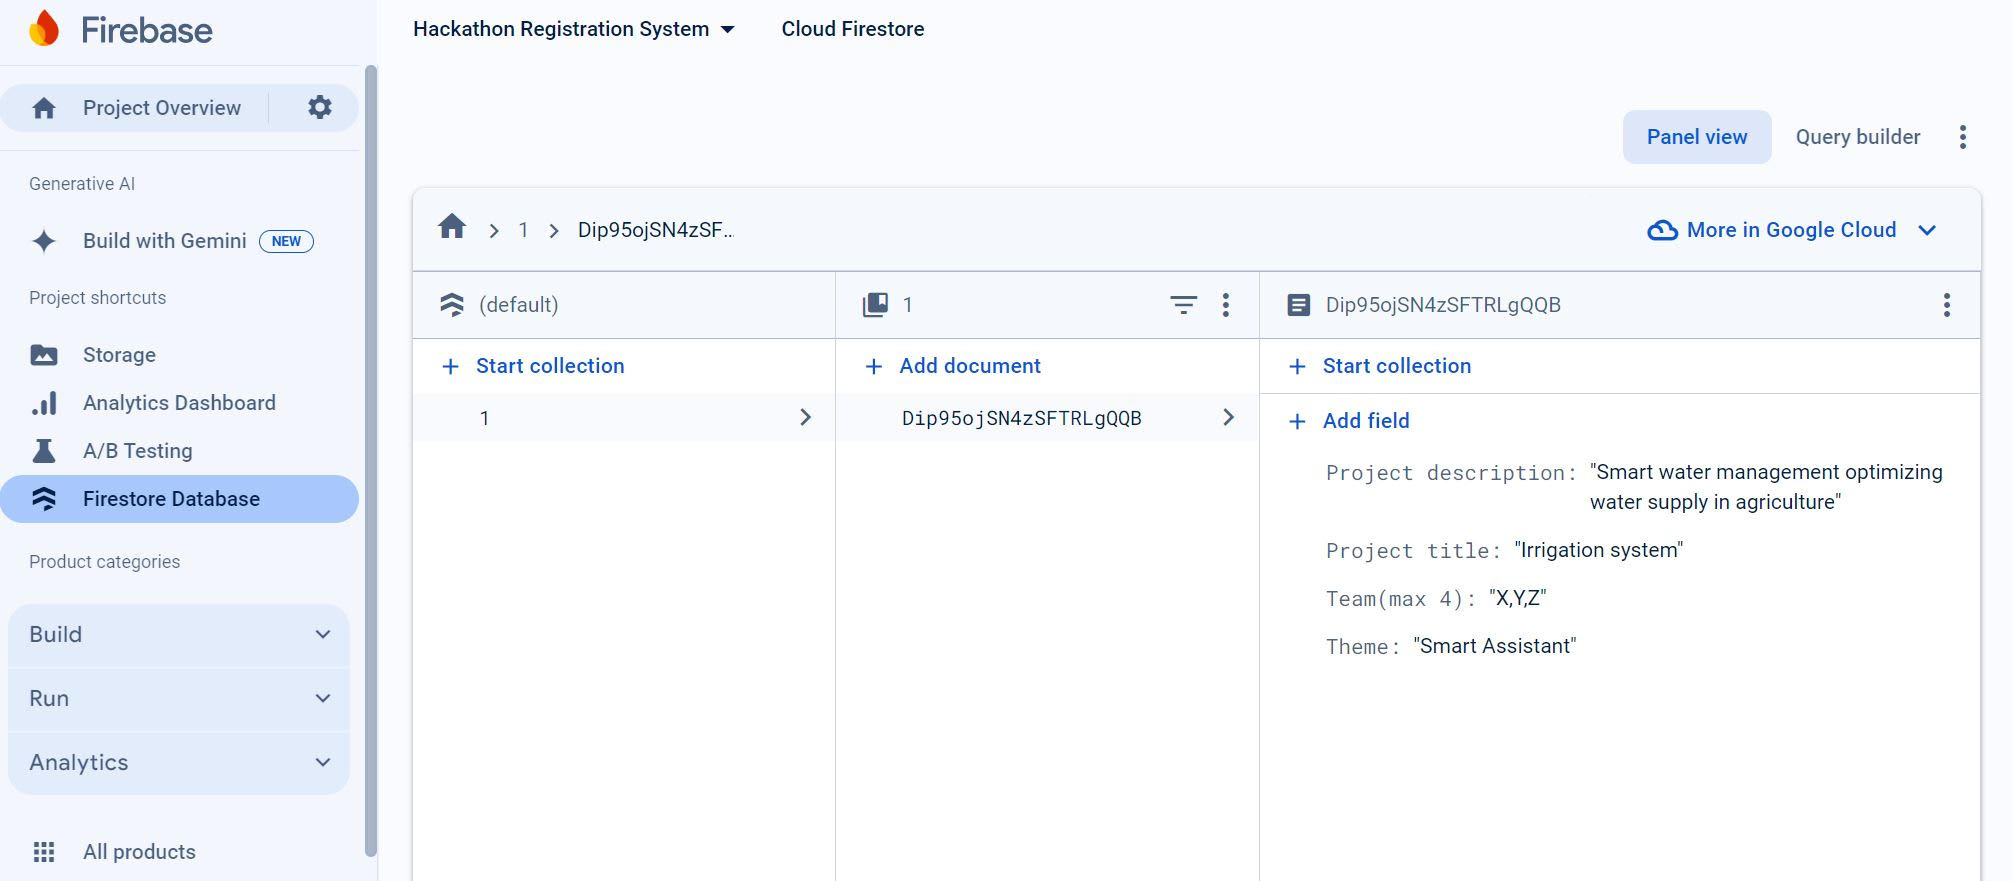 Firebase
Hackathon Registration System
Cloud Firestore
Project Overview
Panel view
Query builder
Generative AI
Build with Gemini NEW
Project shortcuts
Storage
Analytics Dashboard
A/B Testing
Firestore Database
Product categories
Build
Run
Analytics
All products
1
Dip95ojSN4zSF...
More in Google Cloud
(default)
Start collection
1
1
Add document
Dip95ojSN4zSFTRLgQQB
Dip95ojSN4zSFTRLgQQB
Start collection
Add field
Project description: "Smart water management optimizing
water supply in agriculture"
Project title: "Irrigation system"
Team(max 4): "X,Y,Z"
Theme: "Smart Assistant"